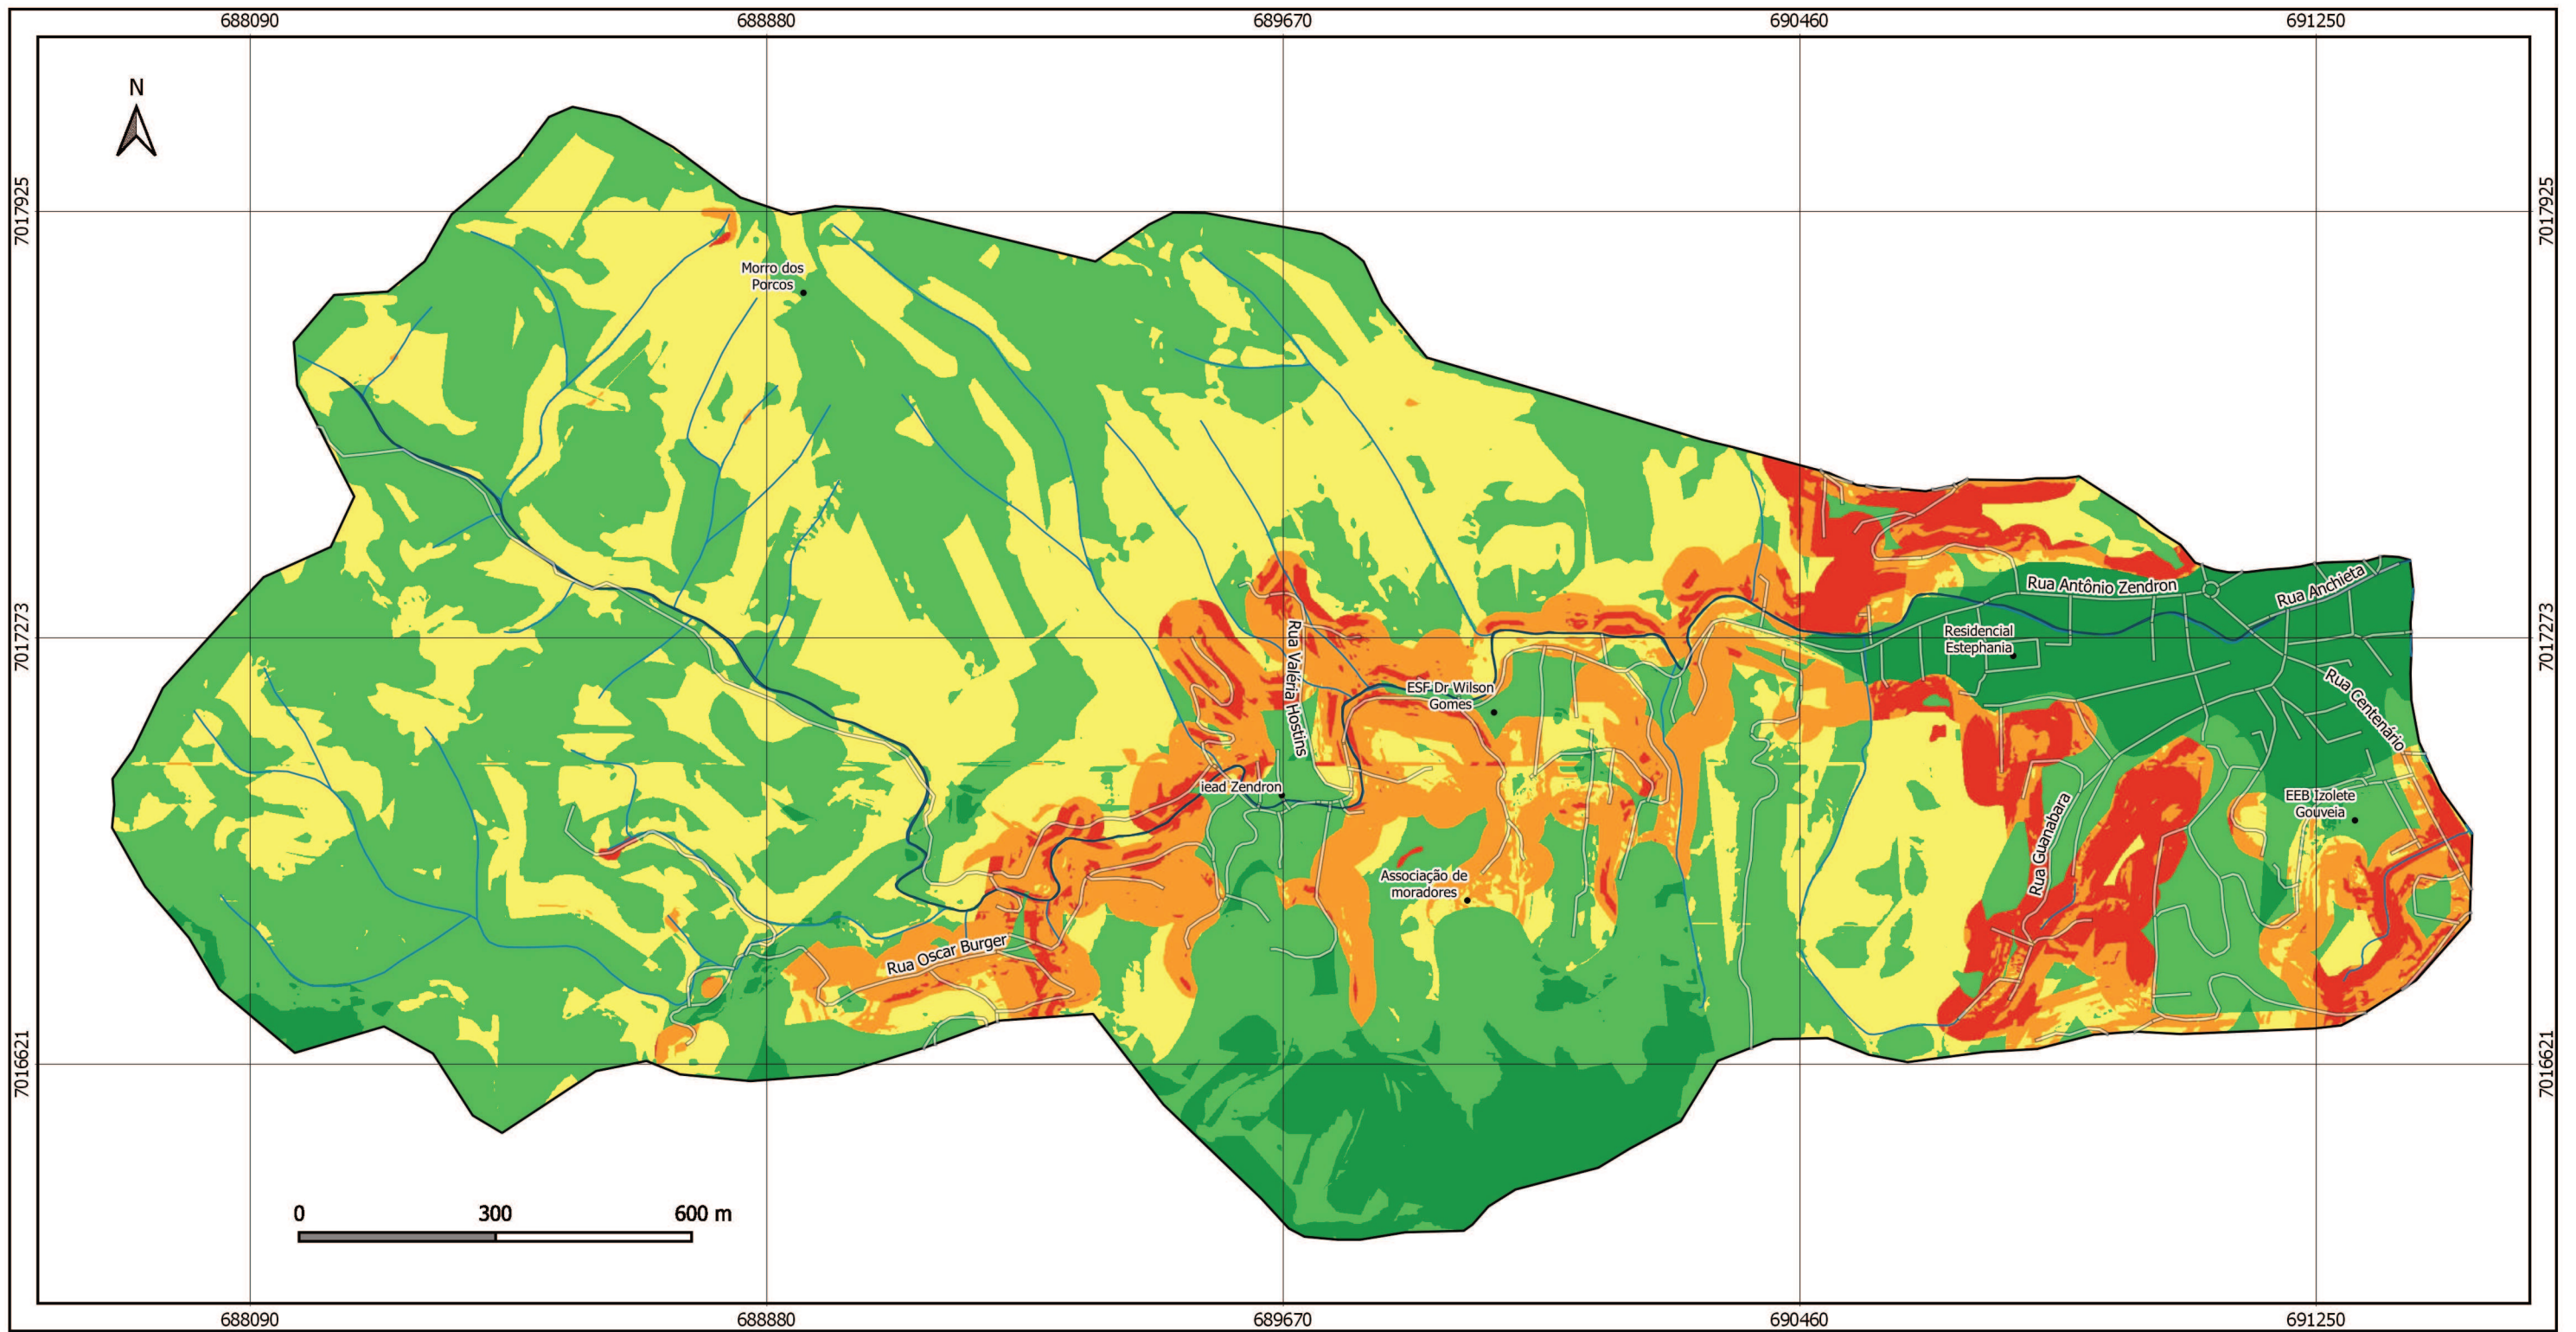 688090 688880 689670 690460 691250
N
7017925 7017925
Morro dos
Porcos
Rua Antônio Zendron
Rua Anchieta
7017273 7017273
Residencial
Estephania
Rua Valéria Hostins
ESF Dr Wilson
Gomes
Rua Centenário
iead Zendron
EEB Izolete
Gouveia
Rua Guanabara
Associação de
moradores
Rua Oscar Burger
7016621 7016621
0 300 600 m
688090 688880 689670 690460 691250